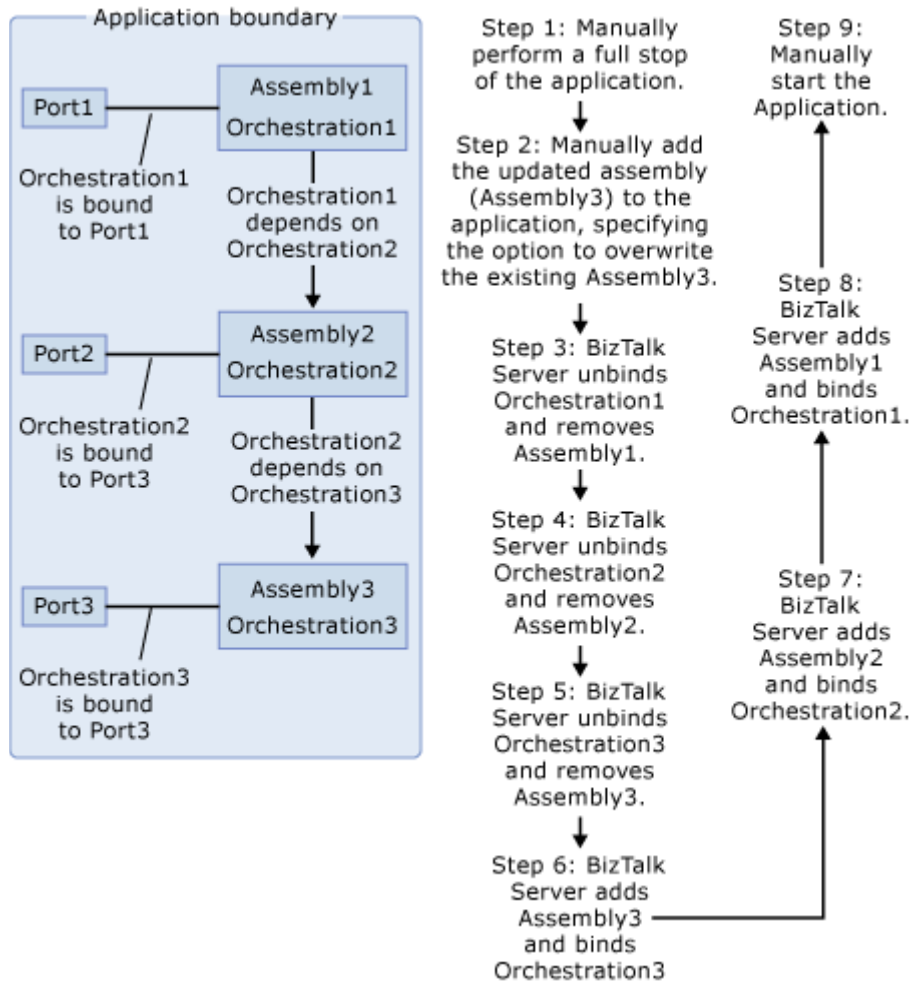 Application boundary
Port1
Assembly1
Orchestration1
Orchestration1
is bound
to Port1
Orchestration1
depends on
Orchestration2
Port2
Assembly2
Orchestration2
Orchestration2
is bound
to Port3
Orchestration2
depends on
Orchestration3
Port3
Assembly3
Orchestration3
Orchestration3
is bound
to Port3
Step 1: Manually
perform a full stop
of the application.
Step 2: Manually add
the updated assembly
(Assembly3) to the
application, specifying
the option to overwrite
the existing Assembly3.
Step 3: BizTalk
Server unbinds
Orchestration1
and removes
Assembly1.
Step 4: BizTalk
Server unbinds
Orchestration2
and removes
Assembly2.
Step 5: BizTalk
Server unbinds
Orchestration3
and removes
Assembly3.
Step 6: BizTalk
Server adds
Assembly3
and binds
Orchestration3
Step 7:
BizTalk
Server adds
Assembly2
and binds
Orchestration2.
Step 8:
BizTalk
Server adds
Assembly1
and binds
Orchestration1.
Step 9:
Manually
start the
Application.